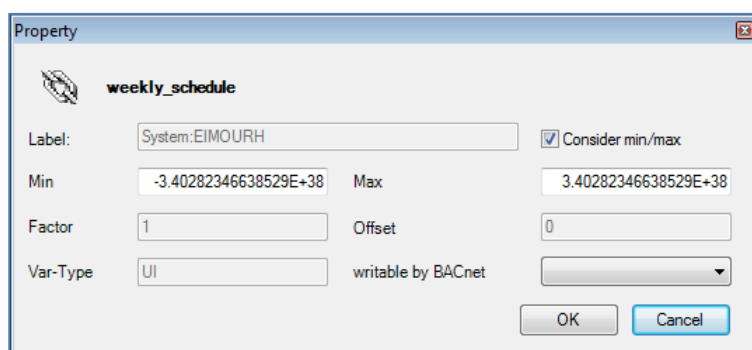 Property
weekly_schedule
Label: System:EIMOURH Consider min/max
Min -3.40282346638529E+38 Max 3.40282346638529E+38
Factor 1 Offset 0
Var-Type UI writable by BACnet
OK Cancel